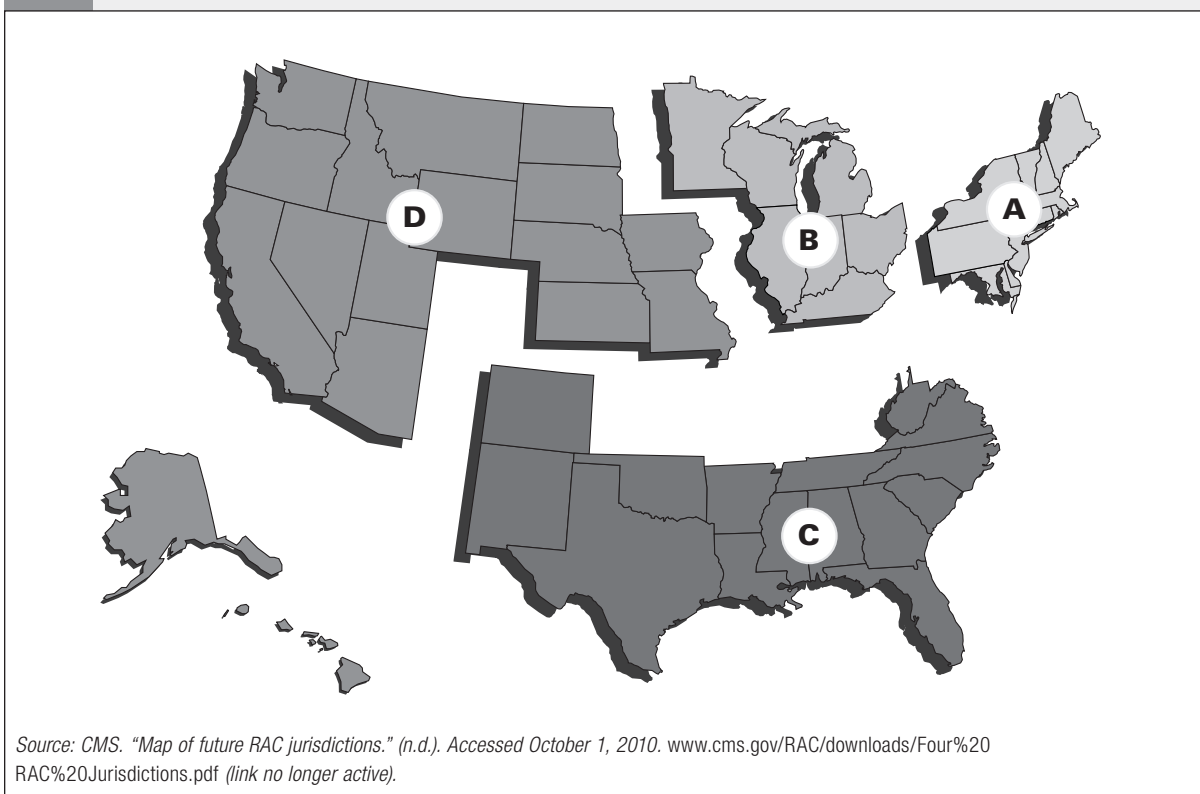 D
B
A
C
Source: CMS. “Map of future RAC jurisdictions.” (n.d.). Accessed October 1, 2010. www.cms.gov/RAC/downloads/Four%20
RAC%20Jurisdictions.pdf (link no longer active).